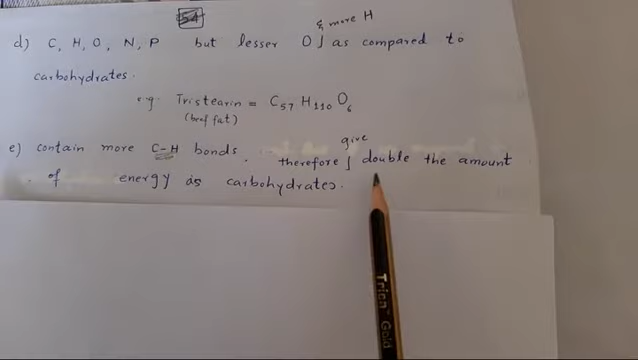 54
& more H
d) C, H, O, N, P but lesser O as compared to
carbohydrates.
e.g. Tristearin = C57 H110 O6
(beef fat)
give
e) contain more C-H bonds. therefore double the amount
of energy as carbohydrates.
Trion Gold